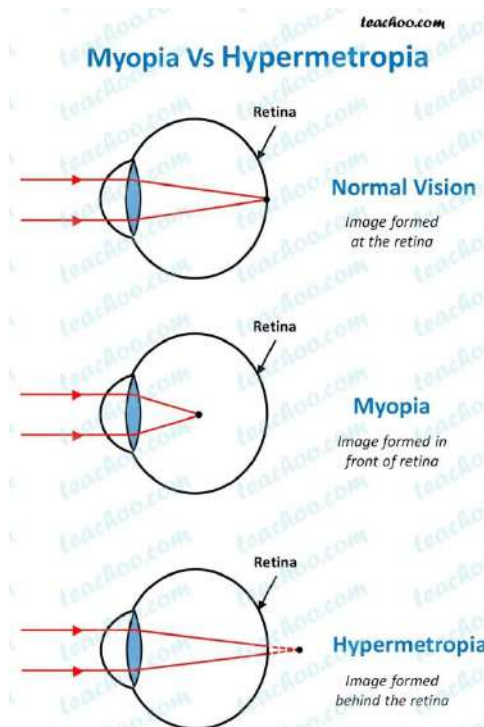 teachoo.com
Myopia Vs Hypermetropia
Retina
Normal Vision
Image formed
at the retina
Retina
Myopia
Image formed in
front of retina
Retina
Hypermetropia
Image formed
behind the retina